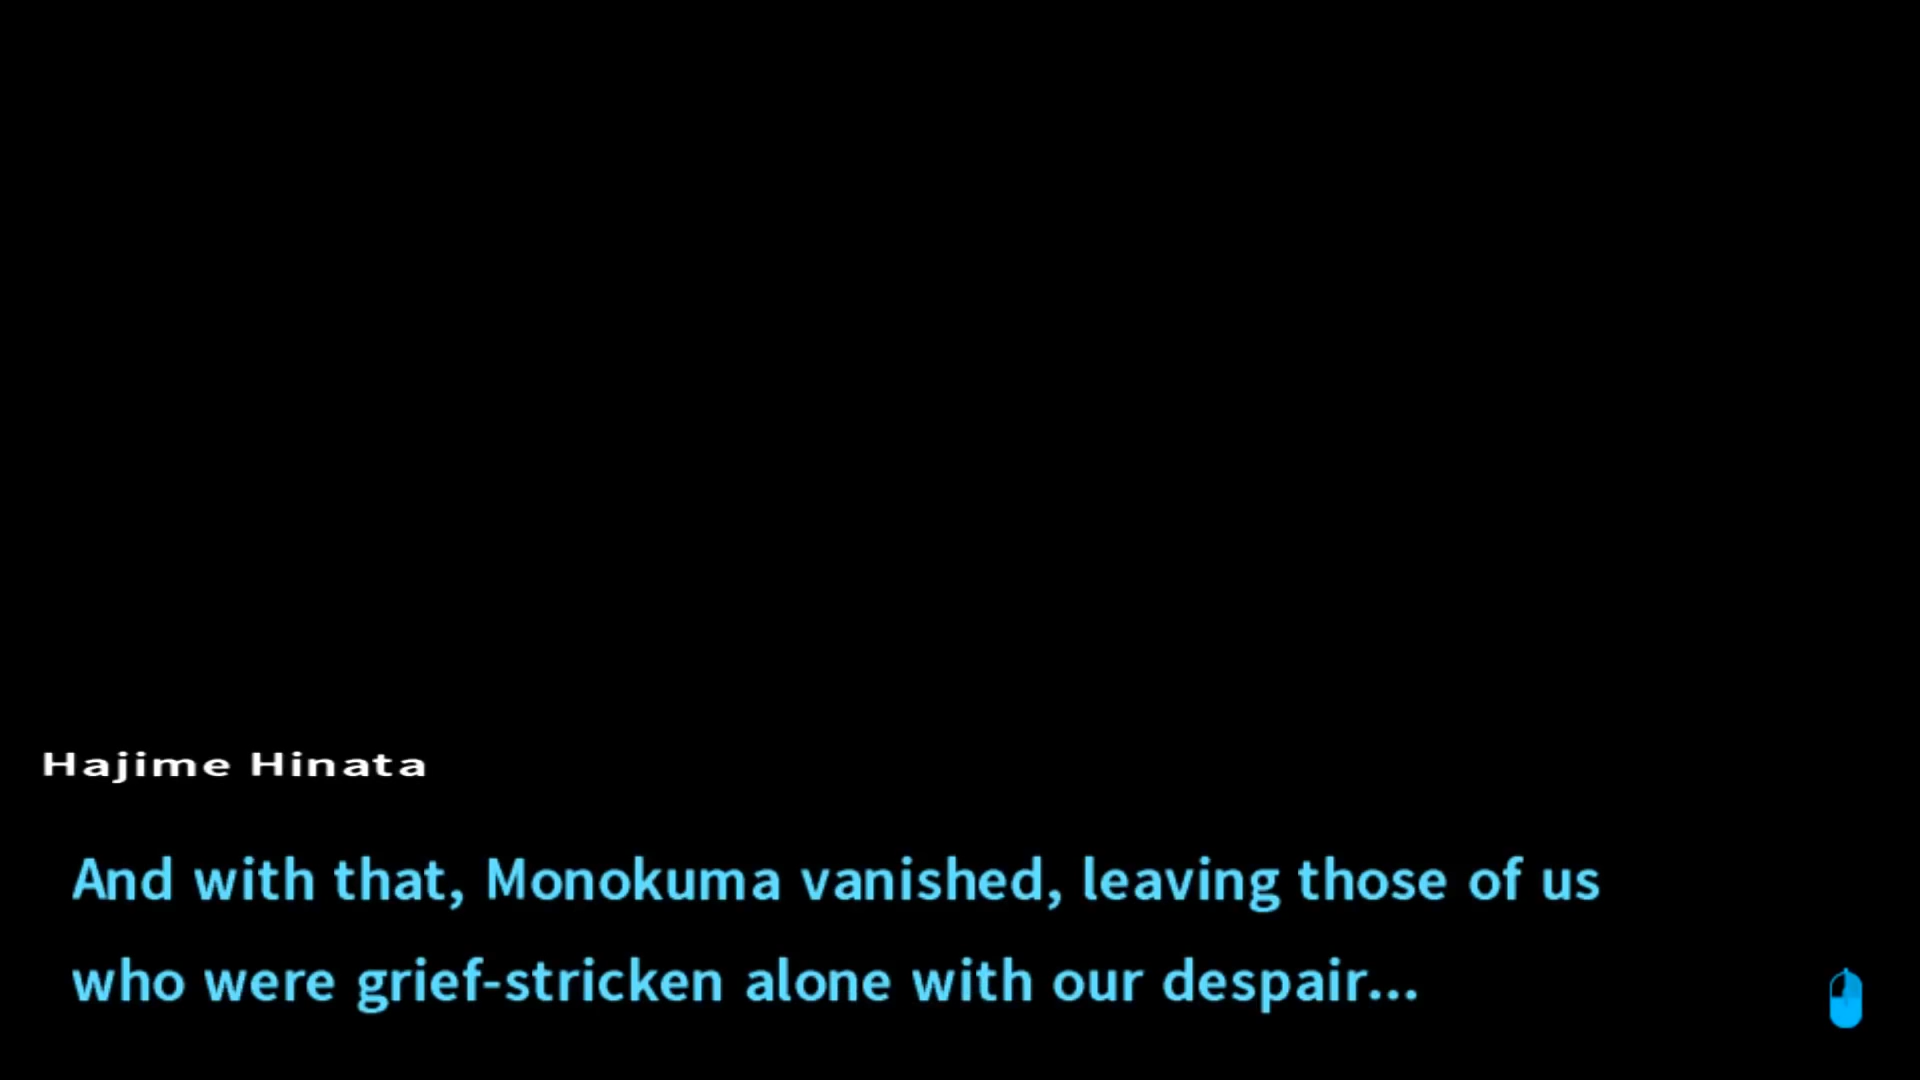 Hajime Hinata
And with that, Monokuma vanished, leaving those of us
who were grief-stricken alone with our despair...